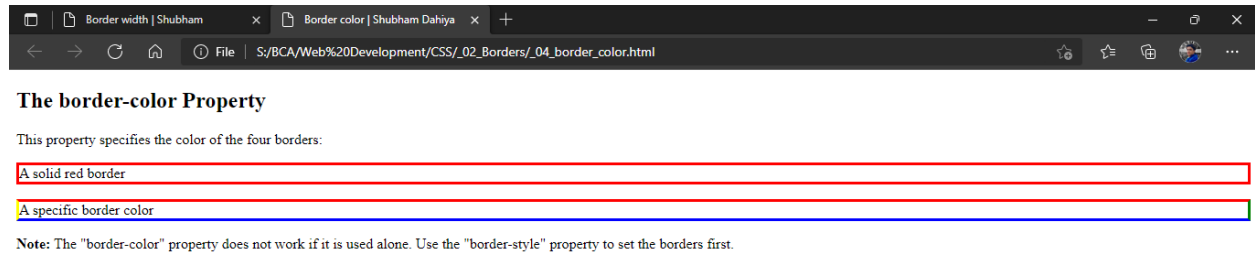 Border width | Shubham
Border color | Shubham Dahiya
File
S:/BCA/Web%20Development/CSS/_02_Borders/_04_border_color.html
The border-color Property
This property specifies the color of the four borders:
A solid red border
A specific border color
Note: The "border-color" property does not work if it is used alone. Use the "border-style" property to set the borders first.